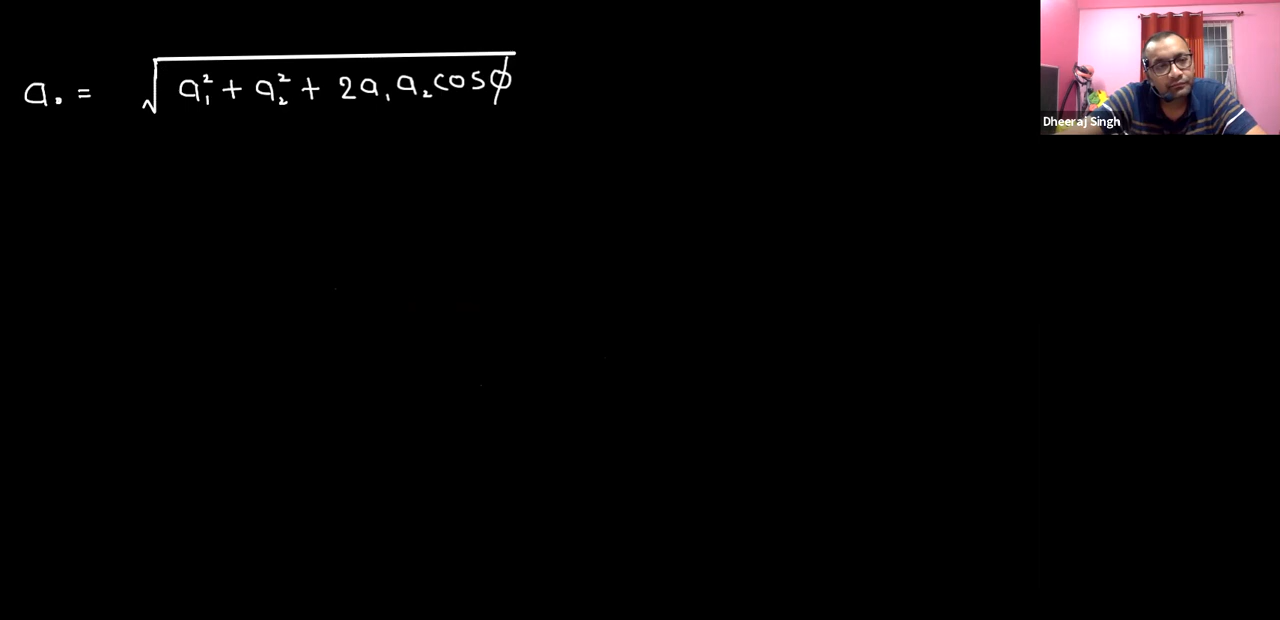 a₀ = √(a₁² + a₂² + 2a₁a₂cosϕ)
Dheeraj Singh